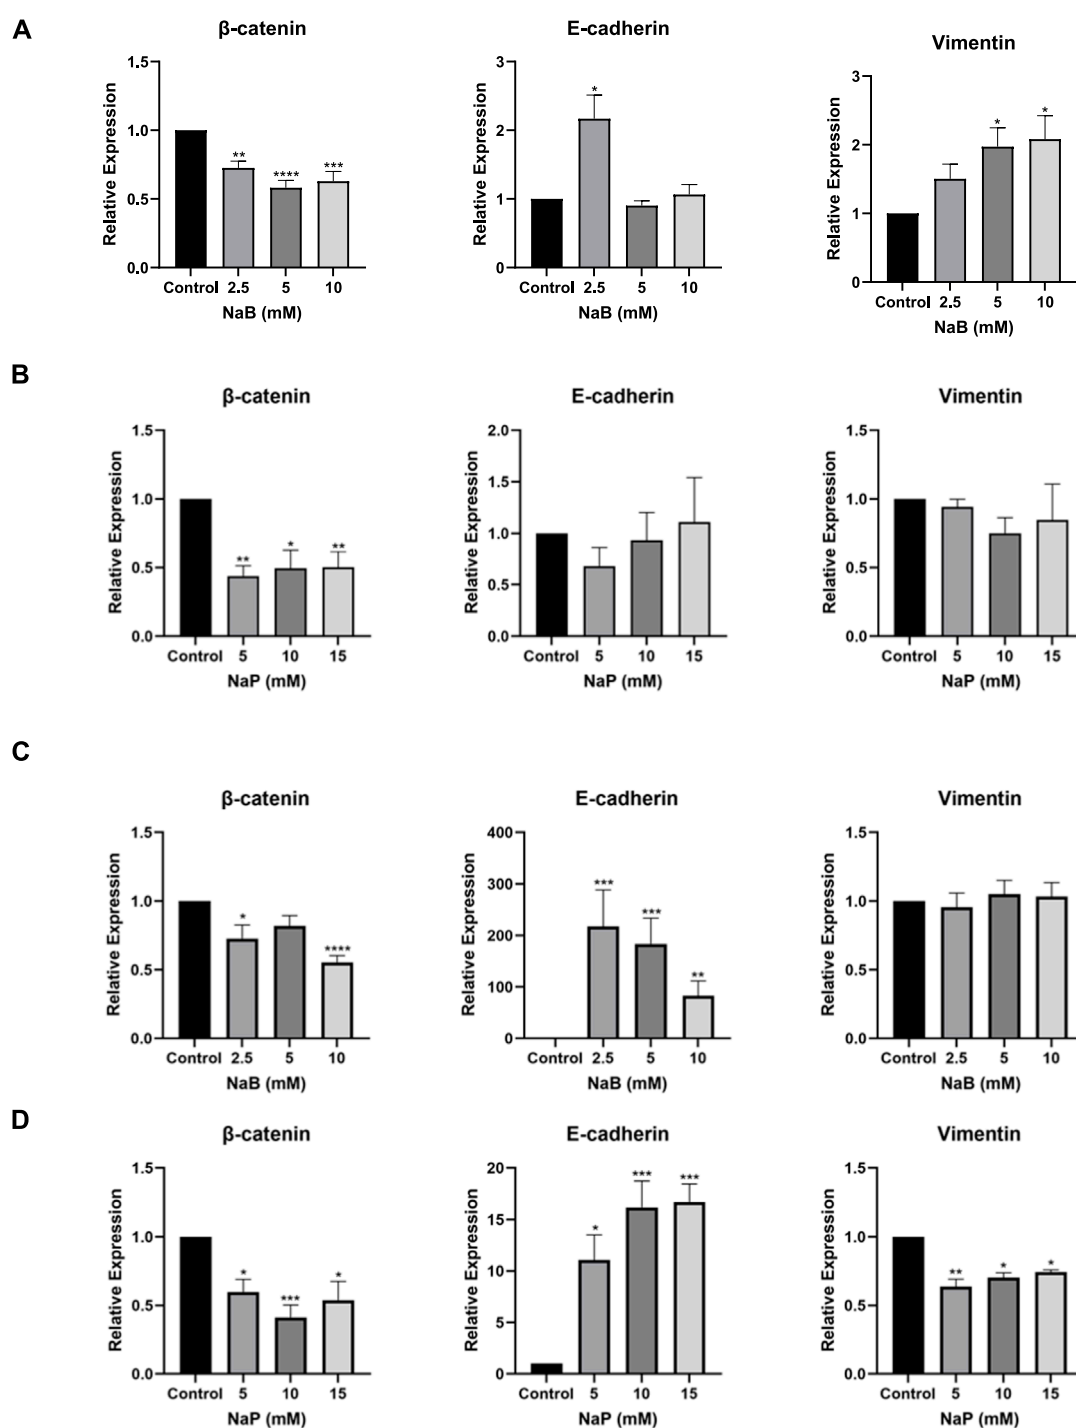 A
β-catenin
Relative Expression
1.5
1.0
0.5
0.0
**
****
***
Control 2.5 5 10
NaB (mM)
E-cadherin
Relative Expression
3
2
1
0
*
Control 2.5 5 10
NaB (mM)
Vimentin
Relative Expression
3
2
1
0
*
*
Control 2.5 5 10
NaB (mM)
B
β-catenin
Relative Expression
1.5
1.0
0.5
0.0
**
*
**
Control 5 10 15
NaP (mM)
E-cadherin
Relative Expression
2.0
1.5
1.0
0.5
0.0
Control 5 10 15
NaP (mM)
Vimentin
Relative Expression
1.5
1.0
0.5
0.0
Control 5 10 15
NaP (mM)
C
β-catenin
Relative Expression
1.5
1.0
0.5
0.0
*
****
Control 2.5 5 10
NaB (mM)
E-cadherin
Relative Expression
400
300
200
100
0
***
***
**
Control 2.5 5 10
NaB (mM)
Vimentin
Relative Expression
1.5
1.0
0.5
0.0
Control 2.5 5 10
NaB (mM)
D
β-catenin
Relative Expression
1.5
1.0
0.5
0.0
*
***
*
Control 5 10 15
NaP (mM)
E-cadherin
Relative Expression
20
15
10
5
0
*
***
***
Control 5 10 15
NaP (mM)
Vimentin
Relative Expression
1.5
1.0
0.5
0.0
**
*
*
Control 5 10 15
NaP (mM)